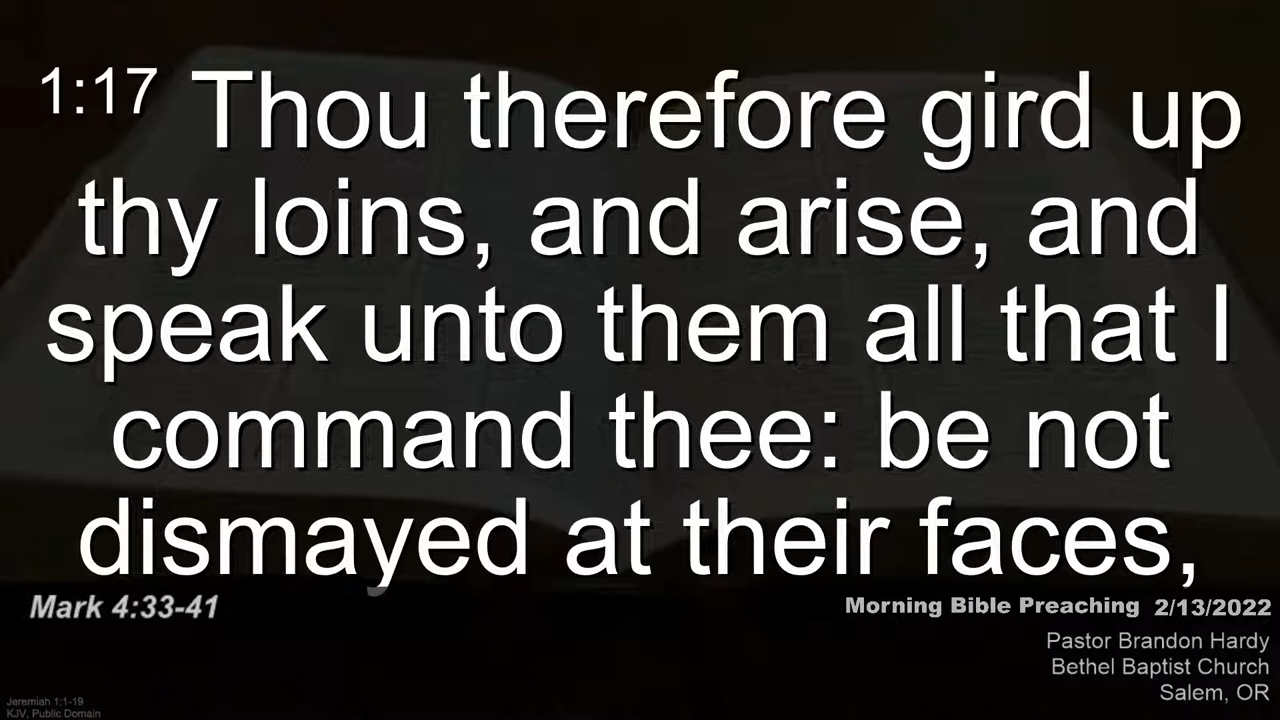 1:17 Thou therefore gird up
thy loins, and arise, and
speak unto them all that I
command thee: be not
dismayed at their faces,
Mark 4:33-41
Morning Bible Preaching 2/13/2022
Pastor Brandon Hardy
Bethel Baptist Church
Salem, OR
Jeremiah 1:1-19
KJV, Public Domain